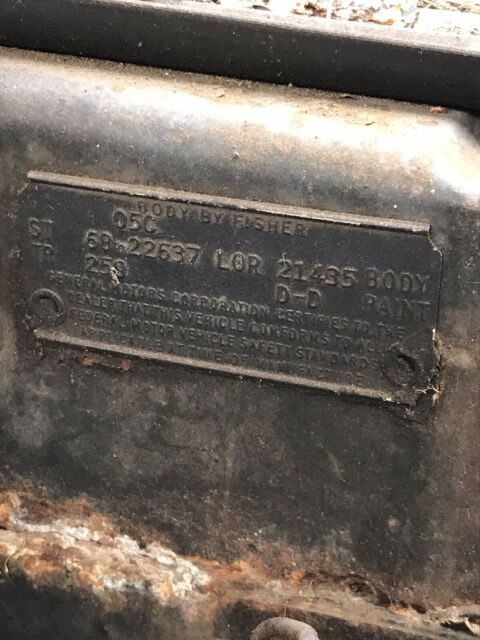 BODY BY FISHER
05C
ST 68-22637 LOR 21435 BODY
TR 259 D-D PAINT
GENERAL MOTORS CORPORATION CERTIFIES TO THE
DEALER THAT THIS VEHICLE CONFORMS TO ALL
FEDERAL MOTOR VEHICLE SAFETY STANDARDS
APPLICABLE AT TIME OF